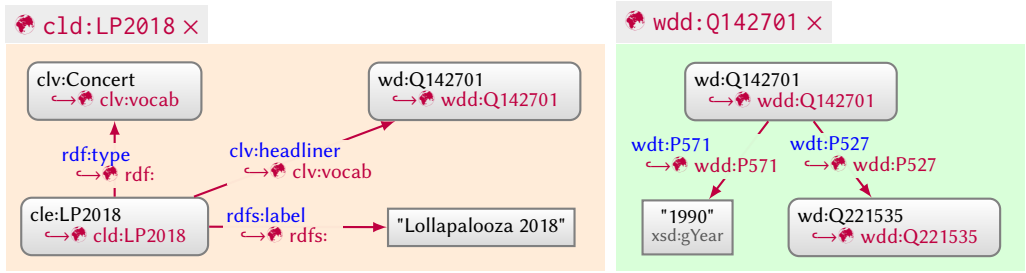 cld:LP2018 ×
clv:Concert
↪ clv:vocab
wd:Q142701
↪ wdd:Q142701
rdf:type
↪ rdf:
clv:headliner
↪ clv:vocab
cle:LP2018
↪ cld:LP2018
rdfs:label
↪ rdfs:
"Lollapalooza 2018"
wdd:Q142701 ×
wd:Q142701
↪ wdd:Q142701
wdt:P571
↪ wdd:P571
wdt:P527
↪ wdd:P527
"1990"
xsd:gYear
wd:Q221535
↪ wdd:Q221535